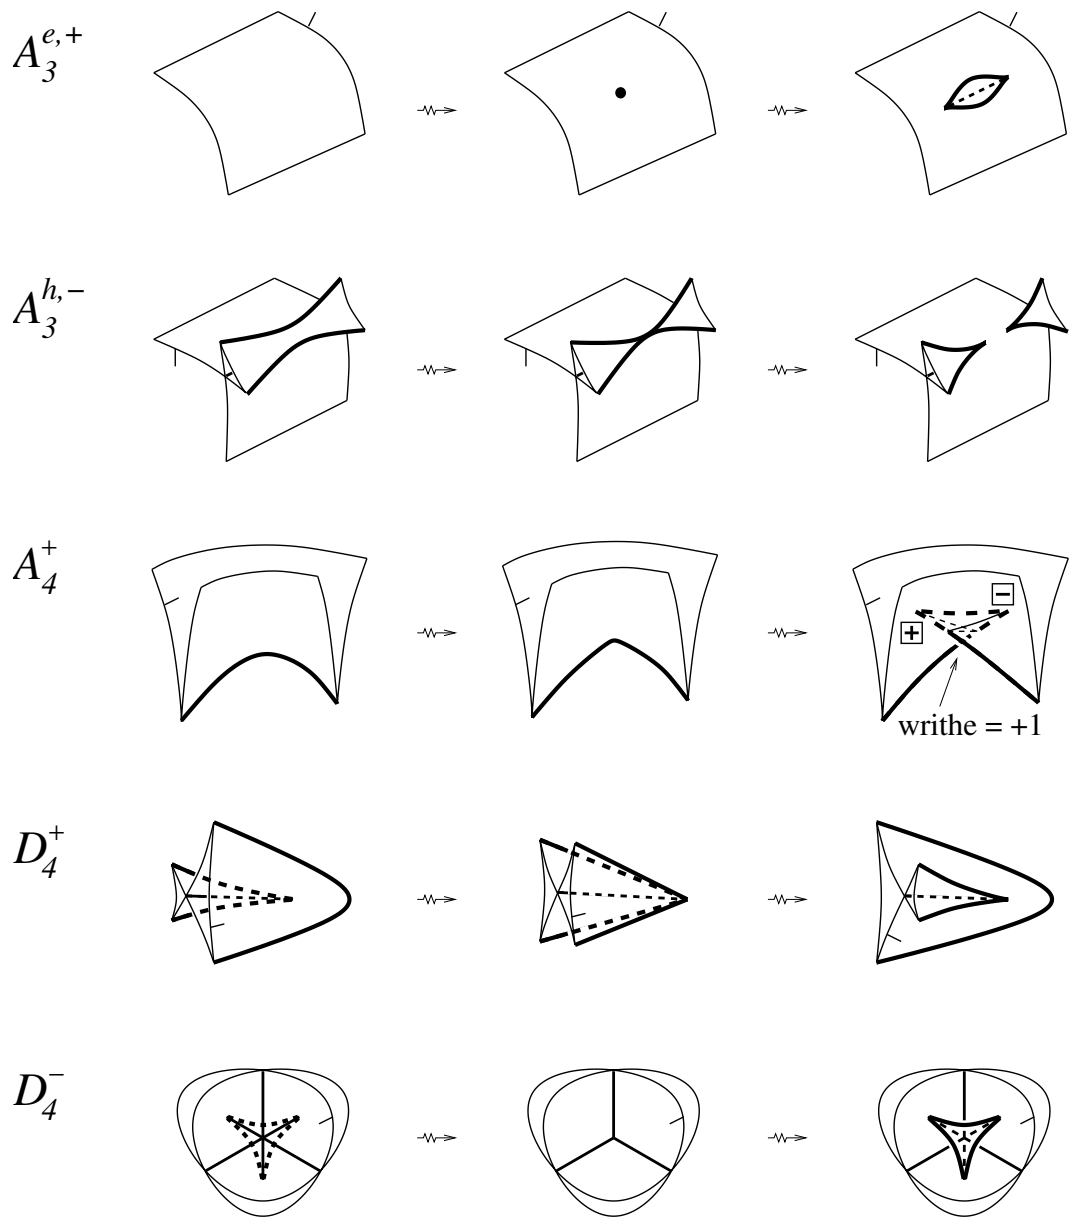 A_3^{e,+}
A_3^{h,−}
A_4^+
−
+
writhe = +1
D_4^+
D_4^−